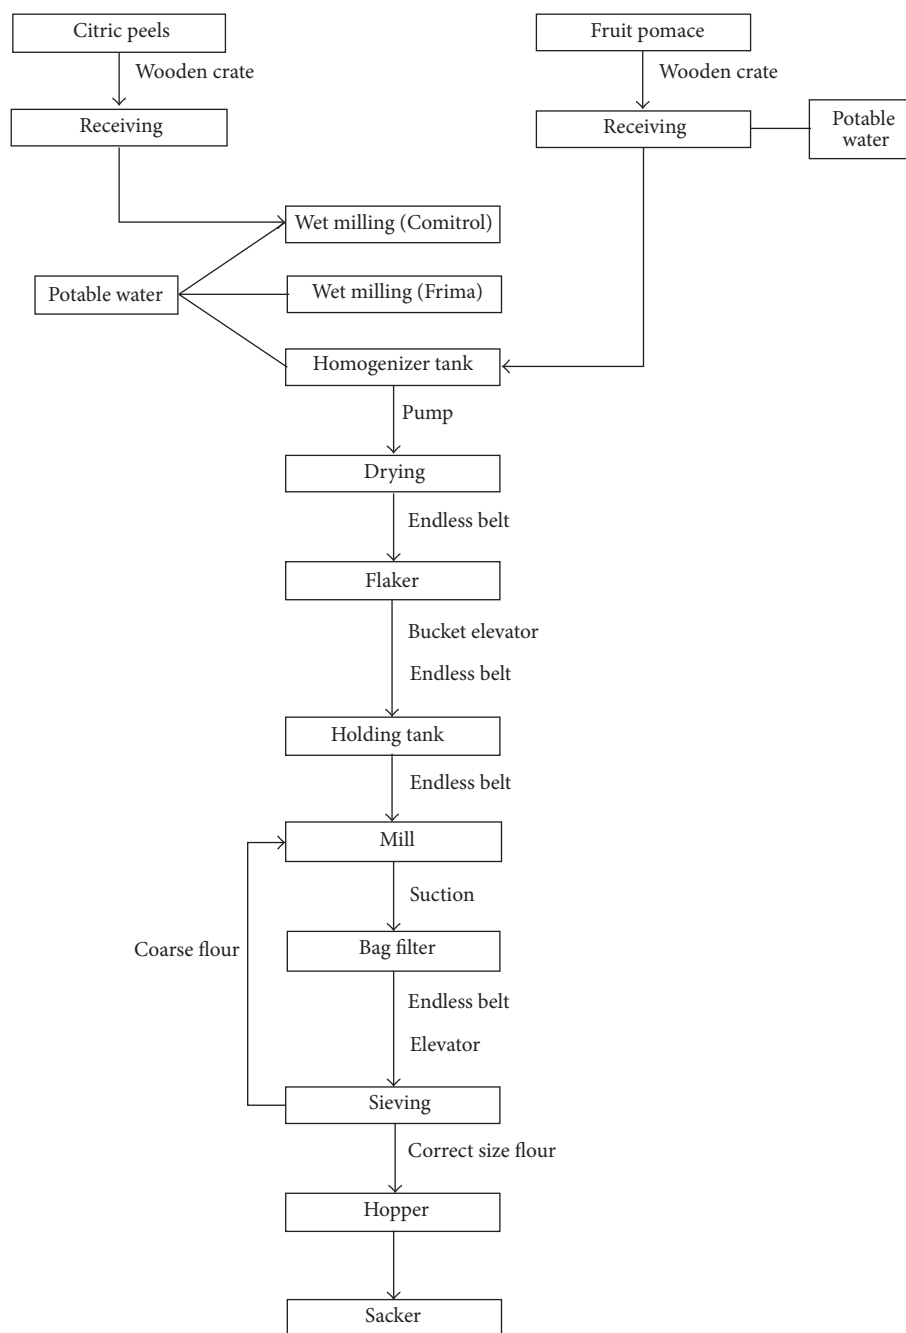 Citric peels
Fruit pomace
Wooden crate
Wooden crate
Receiving
Receiving
Potable
water
Wet milling (Comitrol)
Potable water
Wet milling (Frima)
Homogenizer tank
Pump
Drying
Endless belt
Flaker
Bucket elevator
Endless belt
Holding tank
Endless belt
Mill
Suction
Coarse flour
Bag filter
Endless belt
Elevator
Sieving
Correct size flour
Hopper
Sacker